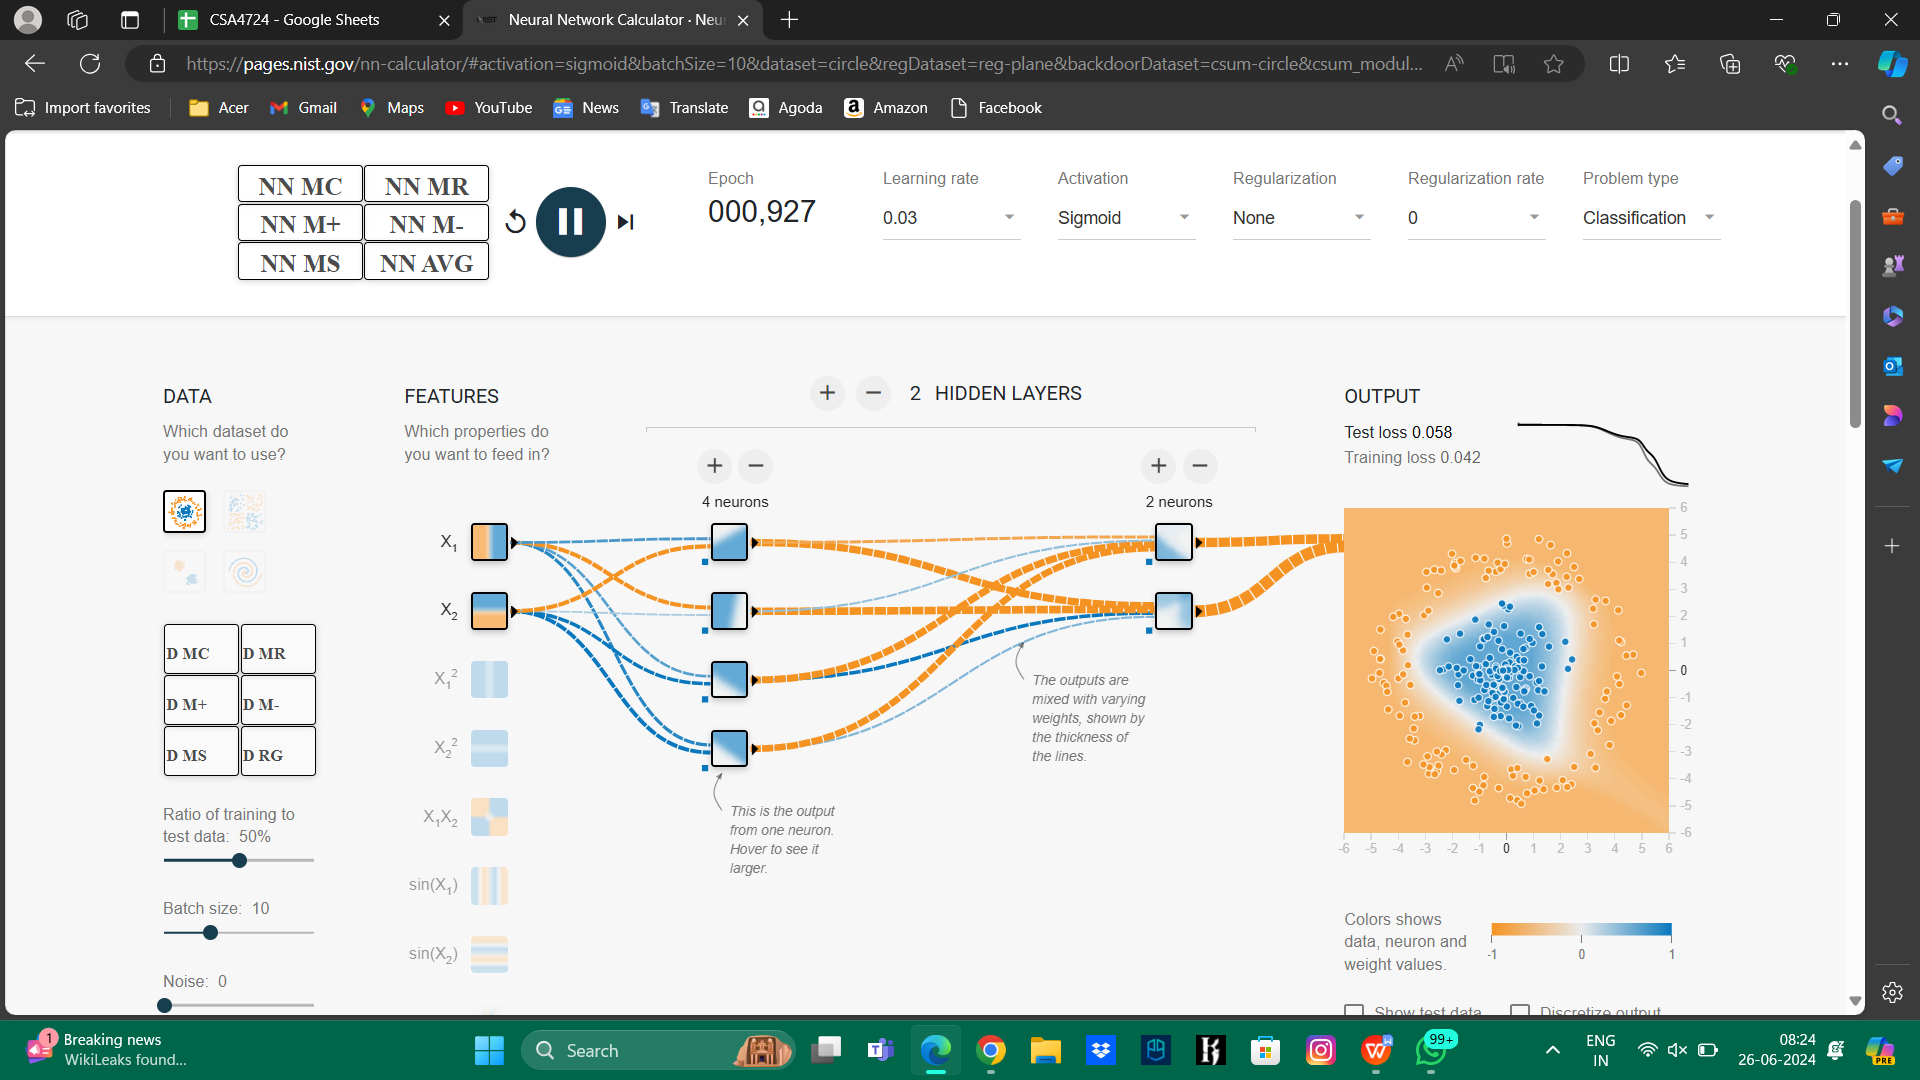 CSA4724 - Google Sheets
Neural Network Calculator · Neu
https://pages.nist.gov/nn-calculator/#activation=sigmoid&batchSize=10&dataset=circle&regDataset=reg-plane&backdoorDataset=csum-circle&csum_modul...
Import favorites
Acer
Gmail
Maps
YouTube
News
Translate
Agoda
Amazon
Facebook
NN MC
NN MR
NN M+
NN M-
NN MS
NN AVG
Epoch
000,927
Learning rate
0.03
Activation
Sigmoid
Regularization
None
Regularization rate
0
Problem type
Classification
DATA
Which dataset do
you want to use?
D MC
D MR
D M+
D M-
D MS
D RG
Ratio of training to
test data: 50%
Batch size: 10
Noise: 0
FEATURES
Which properties do
you want to feed in?
X1
X2
X1²
X2²
X1X2
sin(X1)
sin(X2)
2 HIDDEN LAYERS
4 neurons
2 neurons
This is the output
from one neuron.
Hover to see it
larger.
The outputs are
mixed with varying
weights, shown by
the thickness of
the lines.
OUTPUT
Test loss 0.058
Training loss 0.042
6
5
4
3
2
1
0
-1
-2
-3
-4
-5
-6
-6 -5 -4 -3 -2 -1 0 1 2 3 4 5 6
Colors shows
data, neuron and
weight values.
-1 0 1
Show test data
Discretize output
1
Breaking news
WikiLeaks found...
Search
99+
ENG
IN
08:24
26-06-2024
PRE